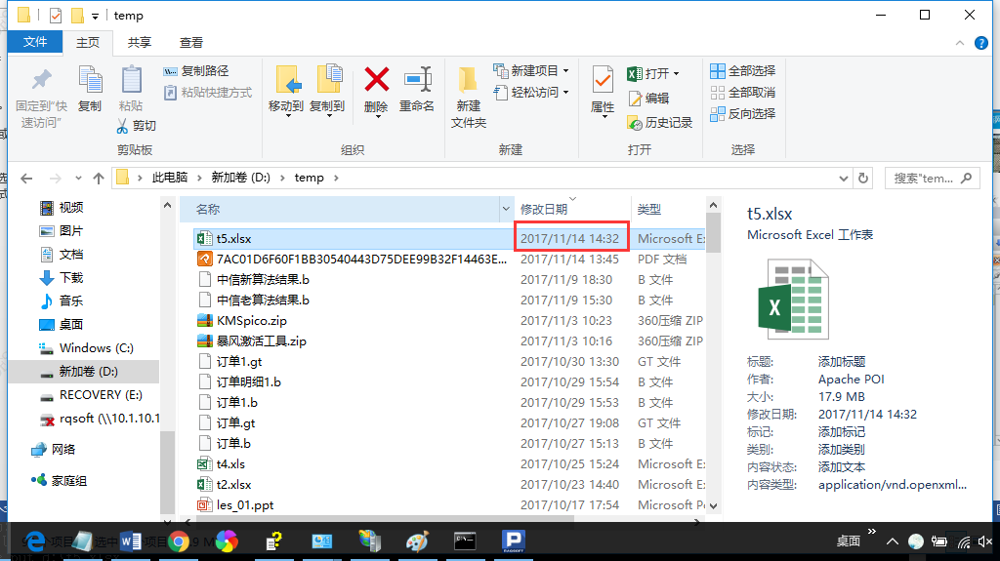 temp
文件 主页 共享 查看
固定到"快速访问" 复制 粘贴 复制路径 粘贴快捷方式 剪切
移动到 复制到 删除 重命名
新建文件夹 新建项目 轻松访问
属性 打开 编辑 历史记录
全部选择 全部取消 反向选择
剪贴板 组织 新建 打开 选择
此电脑 新加卷 (D:) temp 搜索"tem...
视频
图片
文档
下载
音乐
桌面
Windows (C:)
新加卷 (D:)
RECOVERY (E:)
rqsoft (\\10.1.10.1
网络
家庭组
名称 修改日期 类型
t5.xlsx 2017/11/14 14:32 Microsoft E
7AC01D6F60F1BB30540443D75DEE99B32F14463E... 2017/11/14 13:45 PDF 文档
中信新算法结果.b 2017/11/9 18:30 B 文件
中信老算法结果.b 2017/11/9 15:30 B 文件
KMSpico.zip 2017/11/3 10:23 360压缩 ZIP
暴风激活工具.zip 2017/11/3 10:16 360压缩 ZIP
订单1.gt 2017/10/30 13:30 GT 文件
订单明细1.b 2017/10/29 15:54 B 文件
订单1.b 2017/10/29 15:53 B 文件
订单.gt 2017/10/27 19:08 GT 文件
订单.b 2017/10/27 15:13 B 文件
t4.xls 2017/10/25 15:24 Microsoft E
t2.xlsx 2017/10/23 14:40 Microsoft E
les_01.ppt 2017/10/17 17:54 Microsoft P
t5.xlsx
Microsoft Excel 工作表
标题: 添加标题
作者: Apache POI
大小: 17.9 MB
修改日期: 2017/11/14 14:32
标记: 添加标记
类别: 添加类别
内容状态: 添加文本
内容类型: application/vnd.openxml...
桌面